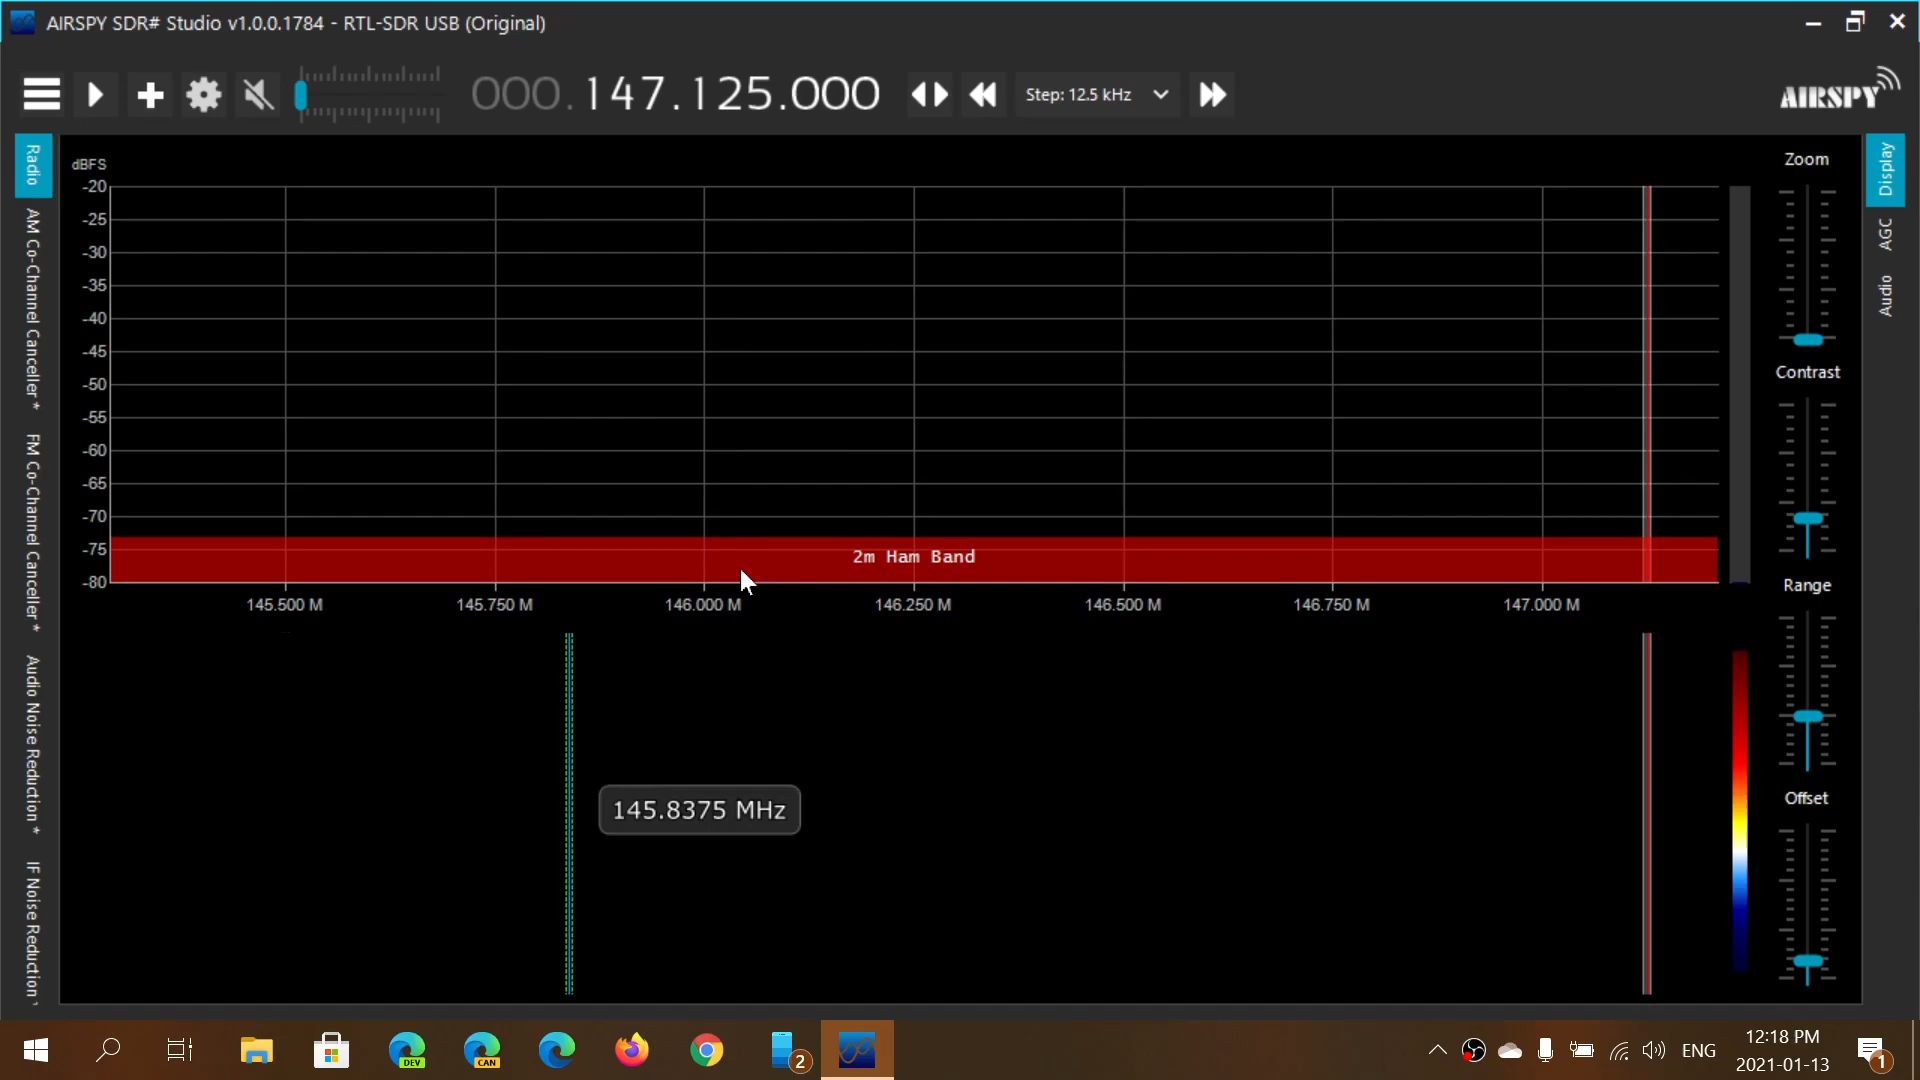 AIRSPY SDR# Studio v1.0.0.1784 - RTL-SDR USB (Original)
000.147.125.000
Step: 12.5 kHz
AIRSPY
Radio
AM Co-Channel Canceller *
FM Co-Channel Canceller *
Audio Noise Reduction *
IF Noise Reduction
dBFS
-20
-25
-30
-35
-40
-45
-50
-55
-60
-65
-70
-75
-80
2m Ham Band
145.500 M
145.750 M
146.000 M
146.250 M
146.500 M
146.750 M
147.000 M
145.8375 MHz
Zoom
Contrast
Range
Offset
Display
AGC
Audio
DEV
CAN
2
ENG
12:18 PM
2021-01-13
1